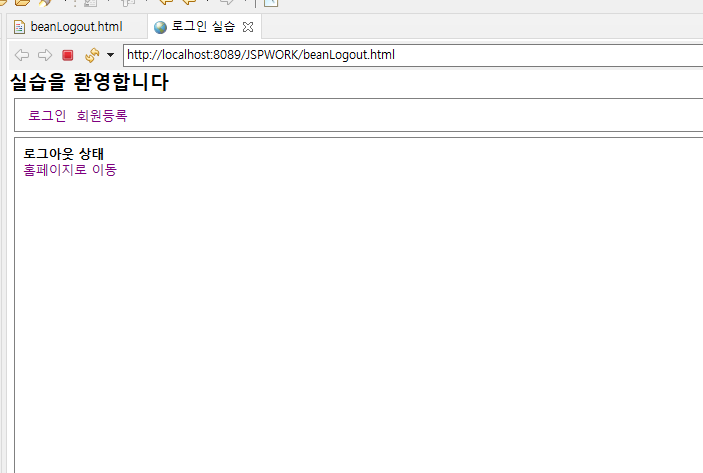 beanLogout.html 로그인 실습
http://localhost:8089/JSPWORK/beanLogout.html
실습을 환영합니다
로그인 회원등록
로그아웃 상태
홈페이지로 이동